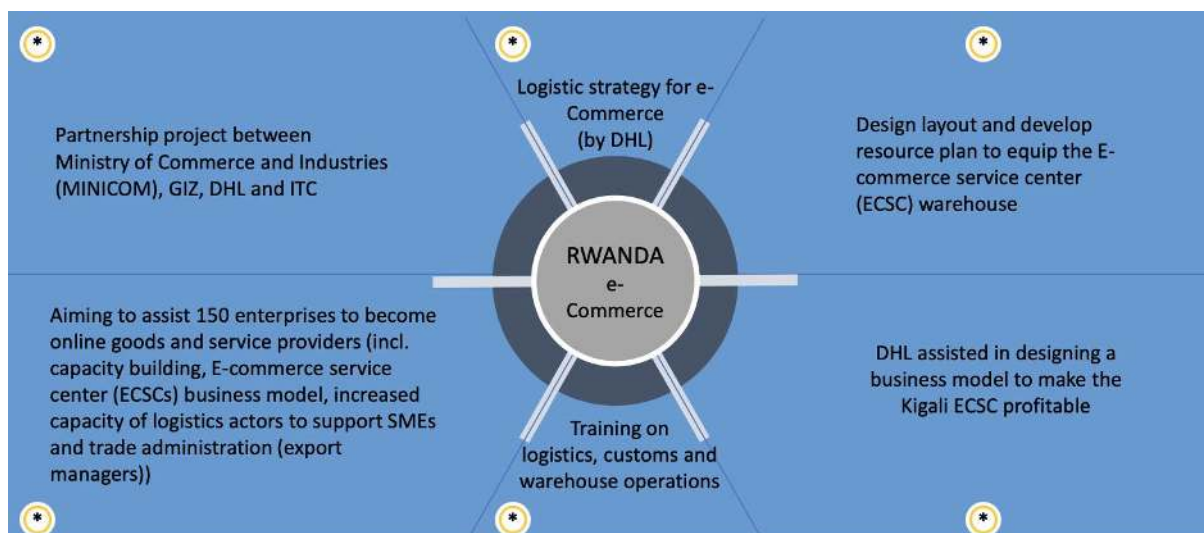 *
*
*
Partnership project between
Ministry of Commerce and Industries
(MINICOM), GIZ, DHL and ITC
Logistic strategy for e-
Commerce
(by DHL)
Design layout and develop
resource plan to equip the E-
commerce service center
(ECSC) warehouse
RWANDA
e-
Commerce
Aiming to assist 150 enterprises to become
online goods and service providers (incl.
capacity building, E-commerce service
center (ECSCs) business model, increased
capacity of logistics actors to support SMEs
and trade administration (export
managers))
Training on
logistics, customs and
warehouse operations
DHL assisted in designing a
business model to make the
Kigali ECSC profitable
*
*
*